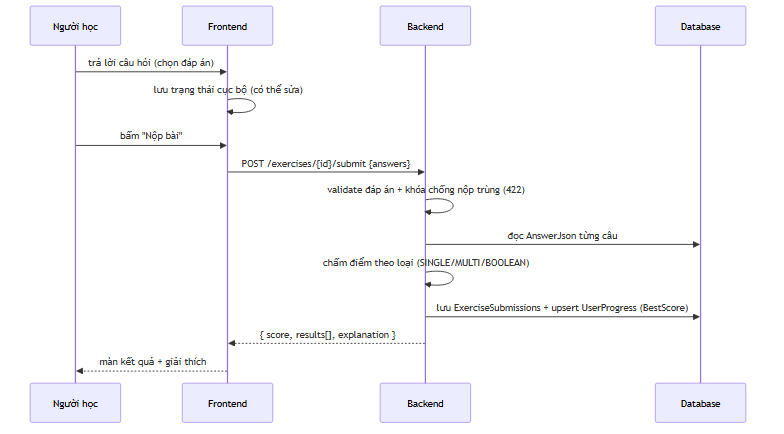 Người học Frontend Backend Database
trả lời câu hỏi (chọn đáp án)
lưu trạng thái cục bộ (có thể sửa)
bấm "Nộp bài"
POST /exercises/{id}/submit {answers}
validate đáp án + khóa chống nộp trùng (422)
đọc AnswerJson từng câu
chấm điểm theo loại (SINGLE/MULTI/BOOLEAN)
lưu ExerciseSubmissions + upsert UserProgress (BestScore)
{ score, results[], explanation }
màn kết quả + giải thích
Người học Frontend Backend Database